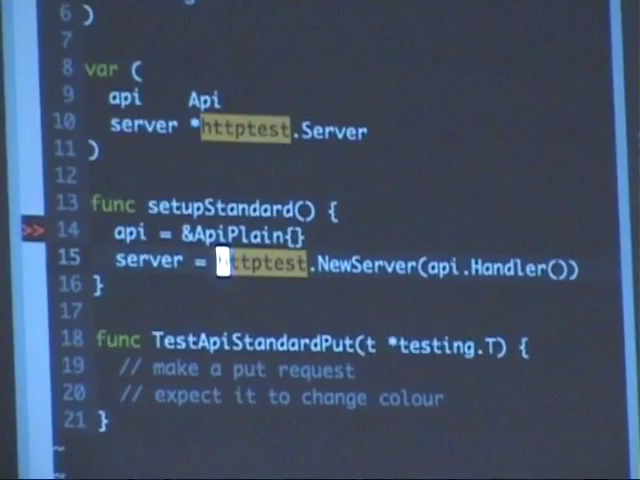 6 )
7
8 var (
9 api Api
10 server *httptest.Server
11 )
12
13 func setupStandard() {
>> 14 api = &ApiPlain{}
15 server = httptest.NewServer(api.Handler())
16 }
17
18 func TestApiStandardPut(t *testing.T) {
19 // make a put request
20 // expect it to change colour
21 }
~
~